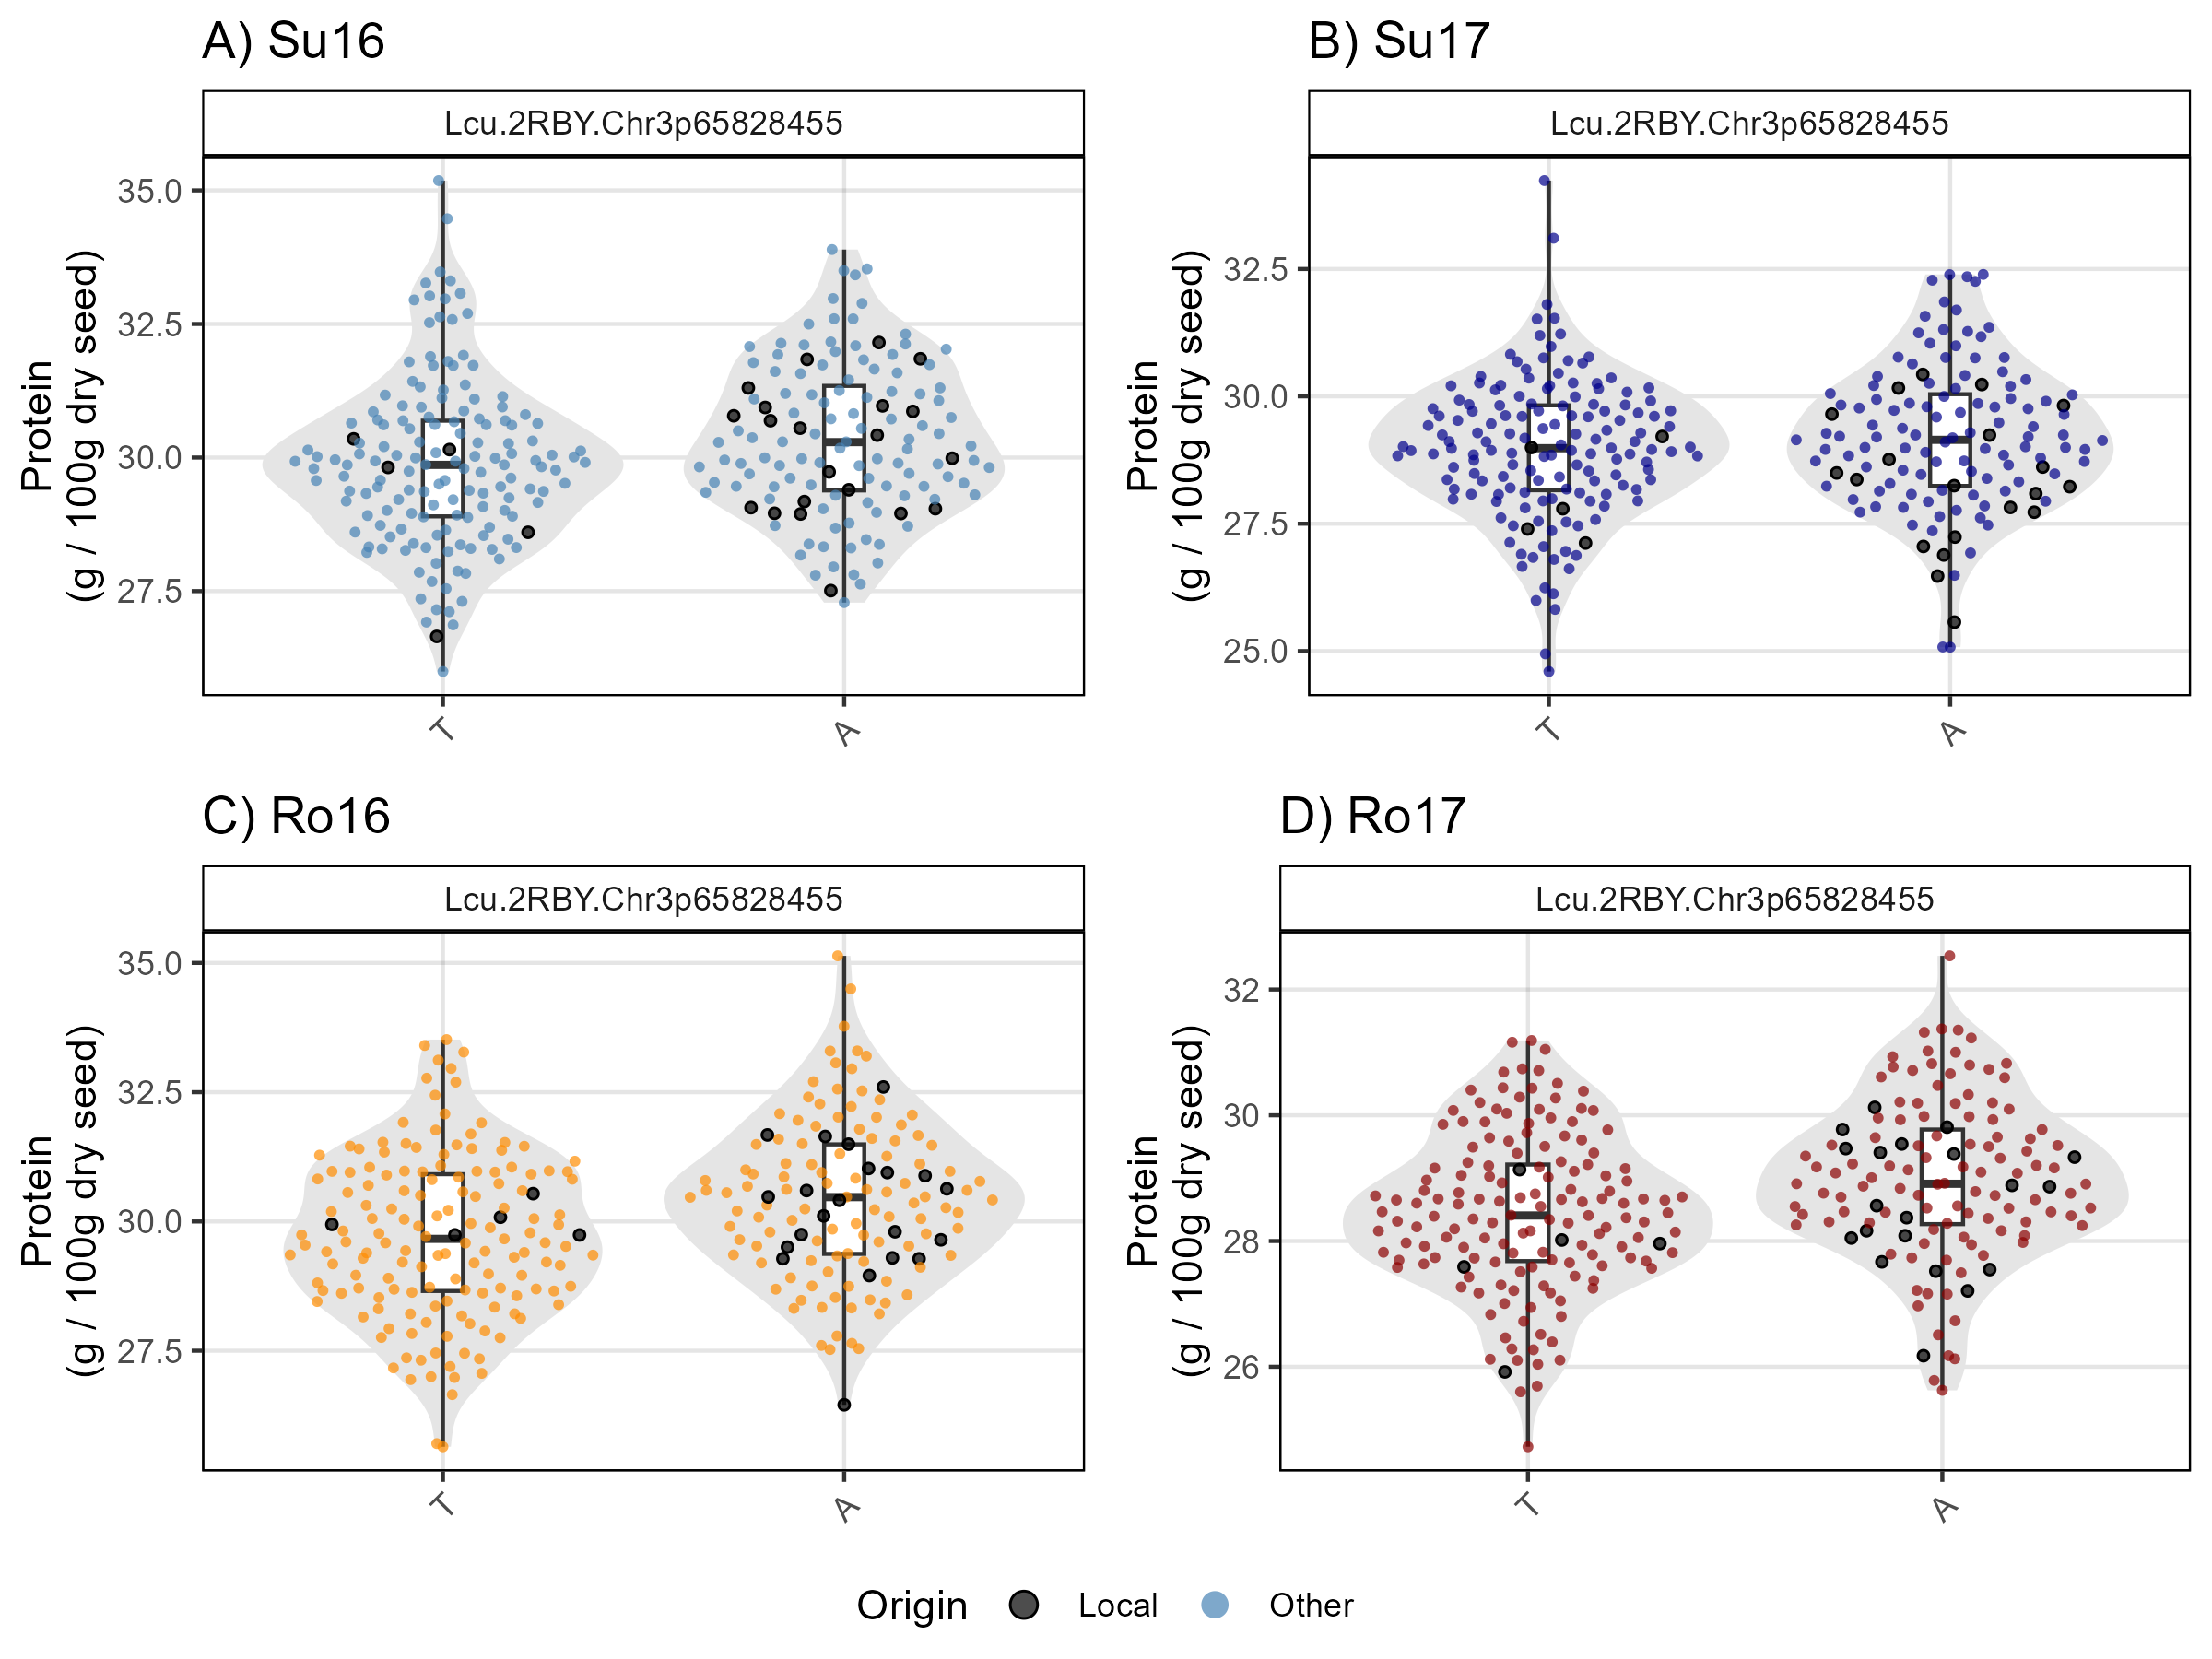 A) Su16
Lcu.2RBY.Chr3p65828455
Protein
(g / 100g dry seed)
35.0
32.5
30.0
27.5
T
A
B) Su17
Lcu.2RBY.Chr3p65828455
Protein
(g / 100g dry seed)
32.5
30.0
27.5
25.0
T
A
C) Ro16
Lcu.2RBY.Chr3p65828455
Protein
(g / 100g dry seed)
35.0
32.5
30.0
27.5
T
A
D) Ro17
Lcu.2RBY.Chr3p65828455
Protein
(g / 100g dry seed)
32
30
28
26
T
A
Origin Local Other